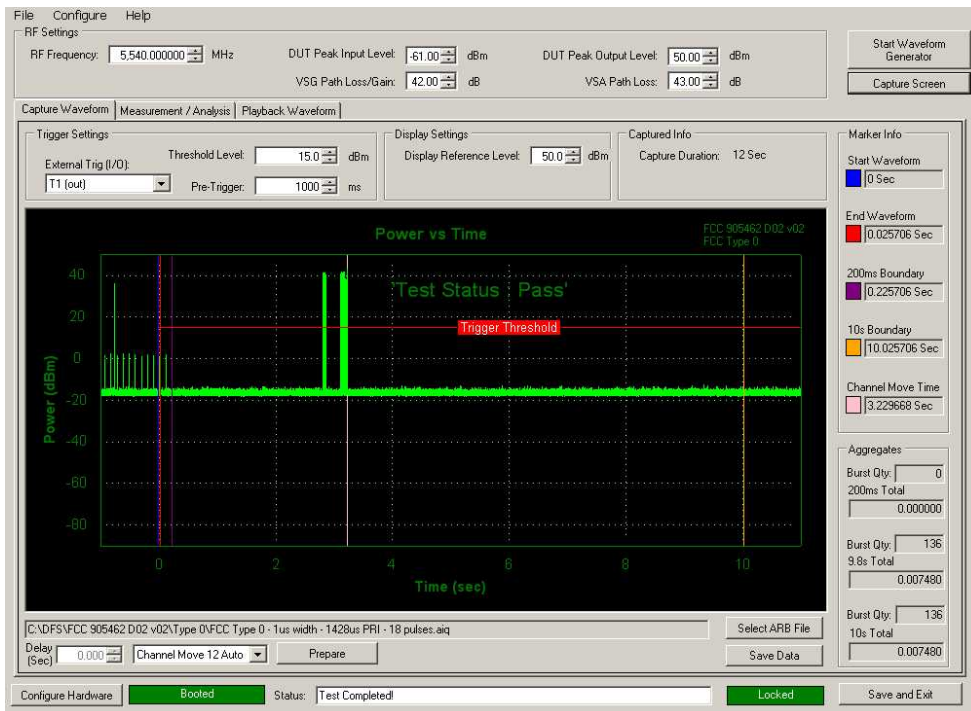 File Configure Help
RF Settings
RF Frequency: 5,540.000000 MHz
DUT Peak Input Level: -61.00 dBm
DUT Peak Output Level: 50.00 dBm
VSG Path Loss/Gain: 42.00 dB
VSA Path Loss: 43.00 dB
Start Waveform Generator
Capture Screen
Capture Waveform Measurement / Analysis Playback Waveform
Trigger Settings
External Trig (I/O):
T1 (out)
Threshold Level: 15.0 dBm
Pre-Trigger: 1000 ms
Display Settings
Display Reference Level: 50.0 dBm
Captured Info
Capture Duration: 12 Sec
Power vs Time
FCC 905462 D02 v02
FCC Type 0
'Test Status : Pass'
Trigger Threshold
Power (dBm)
40
20
0
-20
-40
-60
-80
0 2 4 6 8 10
Time (sec)
Marker Info
Start Waveform
0 Sec
End Waveform
0.025706 Sec
200ms Boundary
0.225706 Sec
10s Boundary
10.025706 Sec
Channel Move Time
3.229668 Sec
Aggregates
Burst Qty: 0
200ms Total
0.000000
Burst Qty: 136
9.8s Total
0.007480
Burst Qty: 136
10s Total
0.007480
C:\DFS\FCC 905462 D02 v02\Type 0\FCC Type 0 - 1us width - 1428us PRI - 18 pulses.aiq
Select ARB File
Delay (Sec) 0.000
Channel Move 12 Auto
Prepare
Save Data
Configure Hardware
Booted
Status: Test Completed!
Locked
Save and Exit